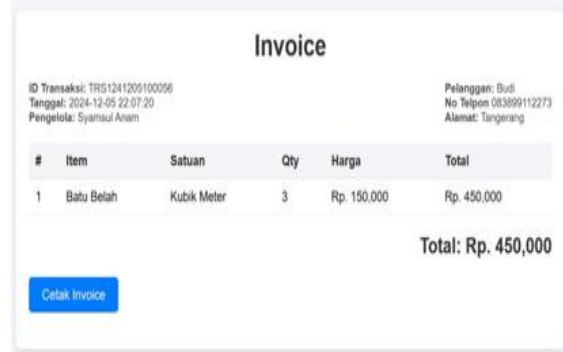 Invoice
ID Transaksi: TRS1241205100056
Tanggal: 2024-12-05 22:07:20
Pengelola: Syamsul Anam
Pelanggan: Budi
No Telpon 083899112273
Alamat: Tangerang
# Item Satuan Qty Harga Total
1 Batu Belah Kubik Meter 3 Rp. 150,000 Rp. 450,000
Total: Rp. 450,000
Cetak Invoice